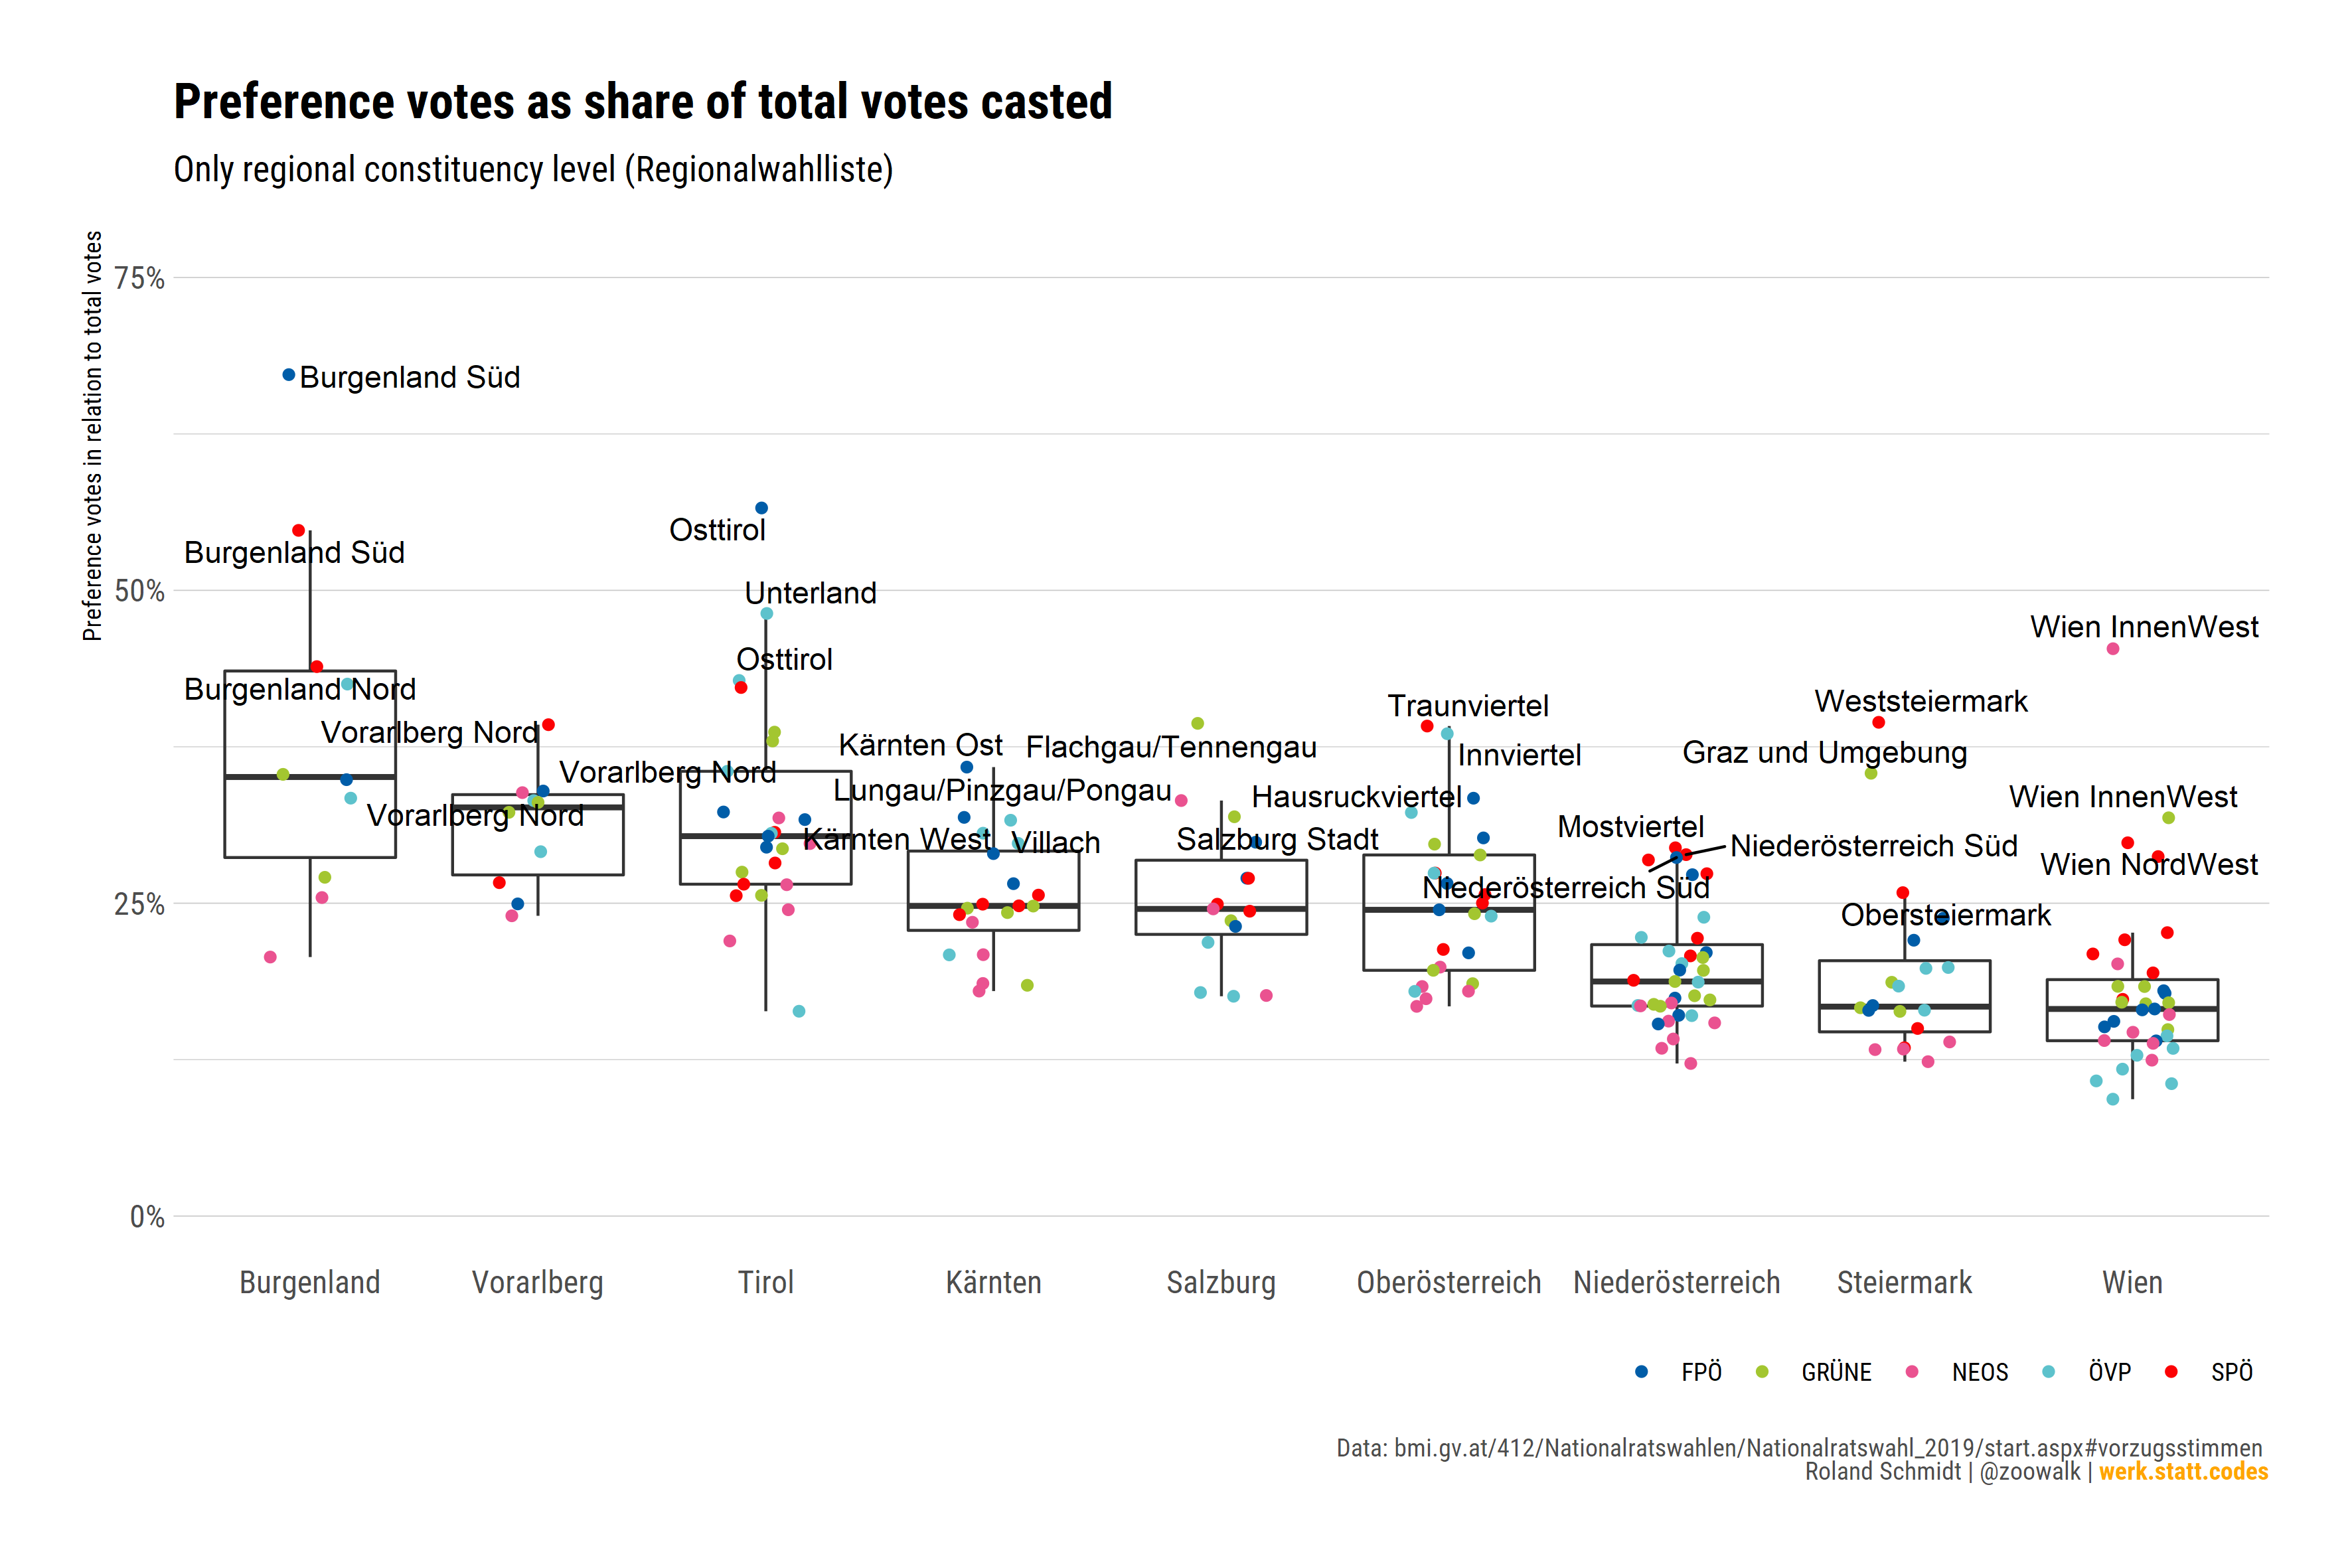 Preference votes as share of total votes casted
Only regional constituency level (Regionalwahlliste)
Preference votes in relation to total votes
75%
50%
25%
0%
Burgenland Süd
Osttirol
Burgenland Süd
Unterland
Wien InnenWest
Osttirol
Burgenland Nord
Weststeiermark
Traunviertel
Vorarlberg Nord
Kärnten Ost
Flachgau/Tennengau
Innviertel
Graz und Umgebung
Vorarlberg Nord
Lungau/Pinzgau/Pongau
Hausruckviertel
Wien InnenWest
Vorarlberg Nord
Mostviertel
Kärnten West
Villach
Salzburg Stadt
Niederösterreich Süd
Wien NordWest
Niederösterreich Süd
Obersteiermark
Burgenland
Vorarlberg
Tirol
Kärnten
Salzburg
Oberösterreich
Niederösterreich
Steiermark
Wien
FPÖ
GRÜNE
NEOS
ÖVP
SPÖ
Data: bmi.gv.at/412/Nationalratswahlen/Nationalratswahl_2019/start.aspx#vorzugsstimmen
Roland Schmidt | @zoowalk | werk.statt.codes